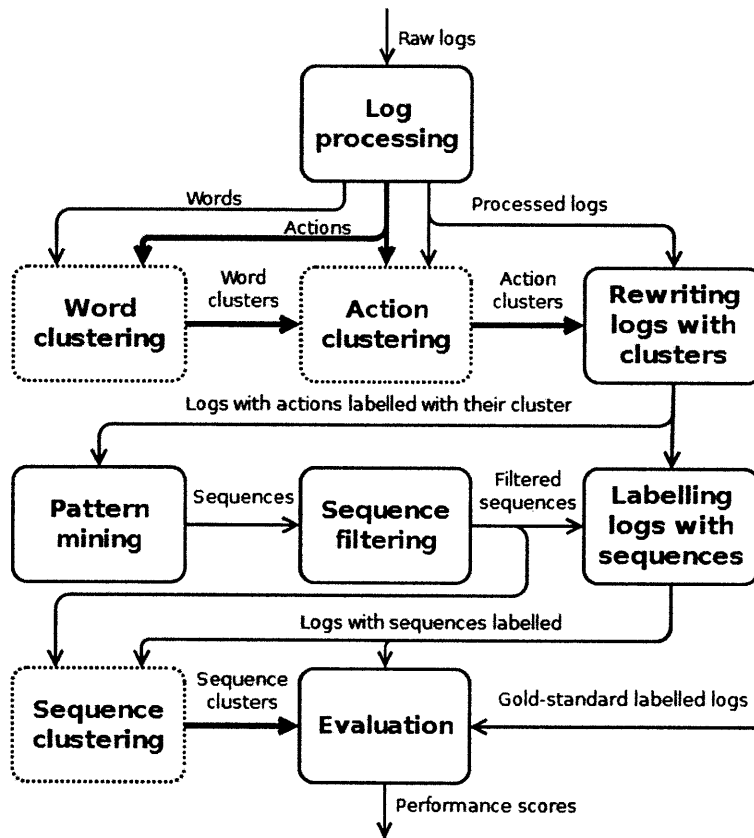 Raw logs
Log
processing
Words
Actions
Processed logs
Word
clustering
Word
clusters
Action
clustering
Action
clusters
Rewriting
logs with
clusters
Logs with actions labelled with their cluster
Pattern
mining
Sequences
Sequence
filtering
Filtered
sequences
Labelling
logs with
sequences
Logs with sequences labelled
Sequence
clustering
Sequence
clusters
Evaluation
Gold-standard labelled logs
Performance scores